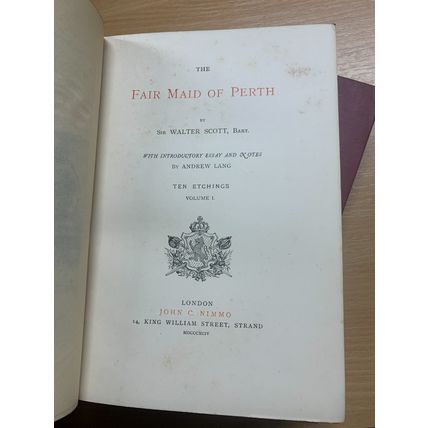 THE
FAIR MAID OF PERTH
BY
SIR WALTER SCOTT, BART.
WITH INTRODUCTORY ESSAY AND NOTES
BY ANDREW LANG
TEN ETCHINGS
VOLUME I.
LONDON
JOHN C. NIMMO
14, KING WILLIAM STREET, STRAND
MDCCCXCIV